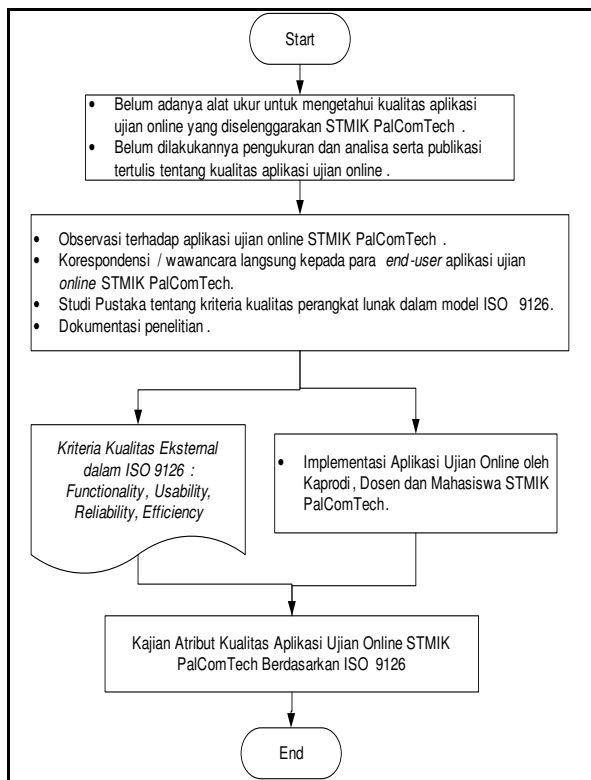 Start
• Belum adanya alat ukur untuk mengetahui kualitas aplikasi
ujian online yang diselenggarakan STMIK PalComTech .
• Belum dilakukannya pengukuran dan analisa serta publikasi
tertulis tentang kualitas aplikasi ujian online .
• Observasi terhadap aplikasi ujian online STMIK PalComTech .
• Korespondensi / wawancara langsung kepada para end-user aplikasi ujian
online STMIK PalComTech.
• Studi Pustaka tentang kriteria kualitas perangkat lunak dalam model ISO 9126.
• Dokumentasi penelitian .
Kriteria Kualitas Eksternal
dalam ISO 9126 :
Functionality, Usability,
Reliability, Efficiency
• Implementasi Aplikasi Ujian Online oleh
Kaprodi, Dosen dan Mahasiswa STMIK
PalComTech.
Kajian Atribut Kualitas Aplikasi Ujian Online STMIK
PalComTech Berdasarkan ISO 9126
End